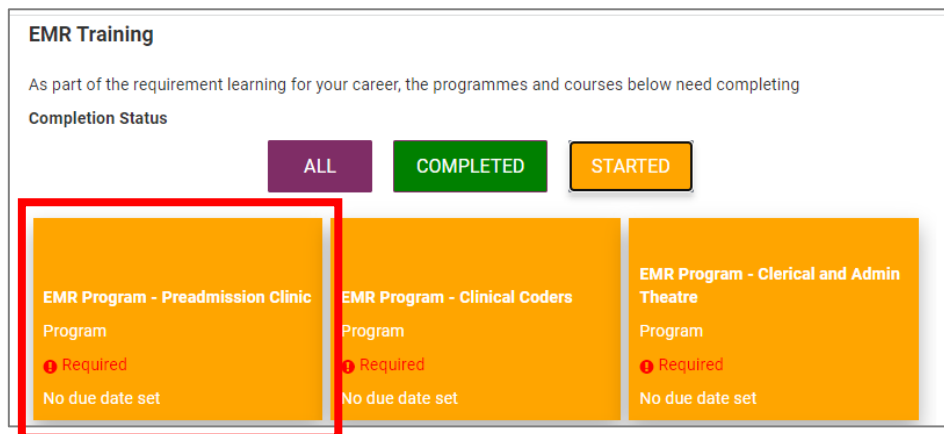 EMR Training
As part of the requirement learning for your career, the programmes and courses below need completing
Completion Status
ALL
COMPLETED
STARTED
EMR Program - Preadmission Clinic
Program
Required
No due date set
EMR Program - Clinical Coders
Program
Required
No due date set
EMR Program - Clerical and Admin
Theatre
Program
Required
No due date set